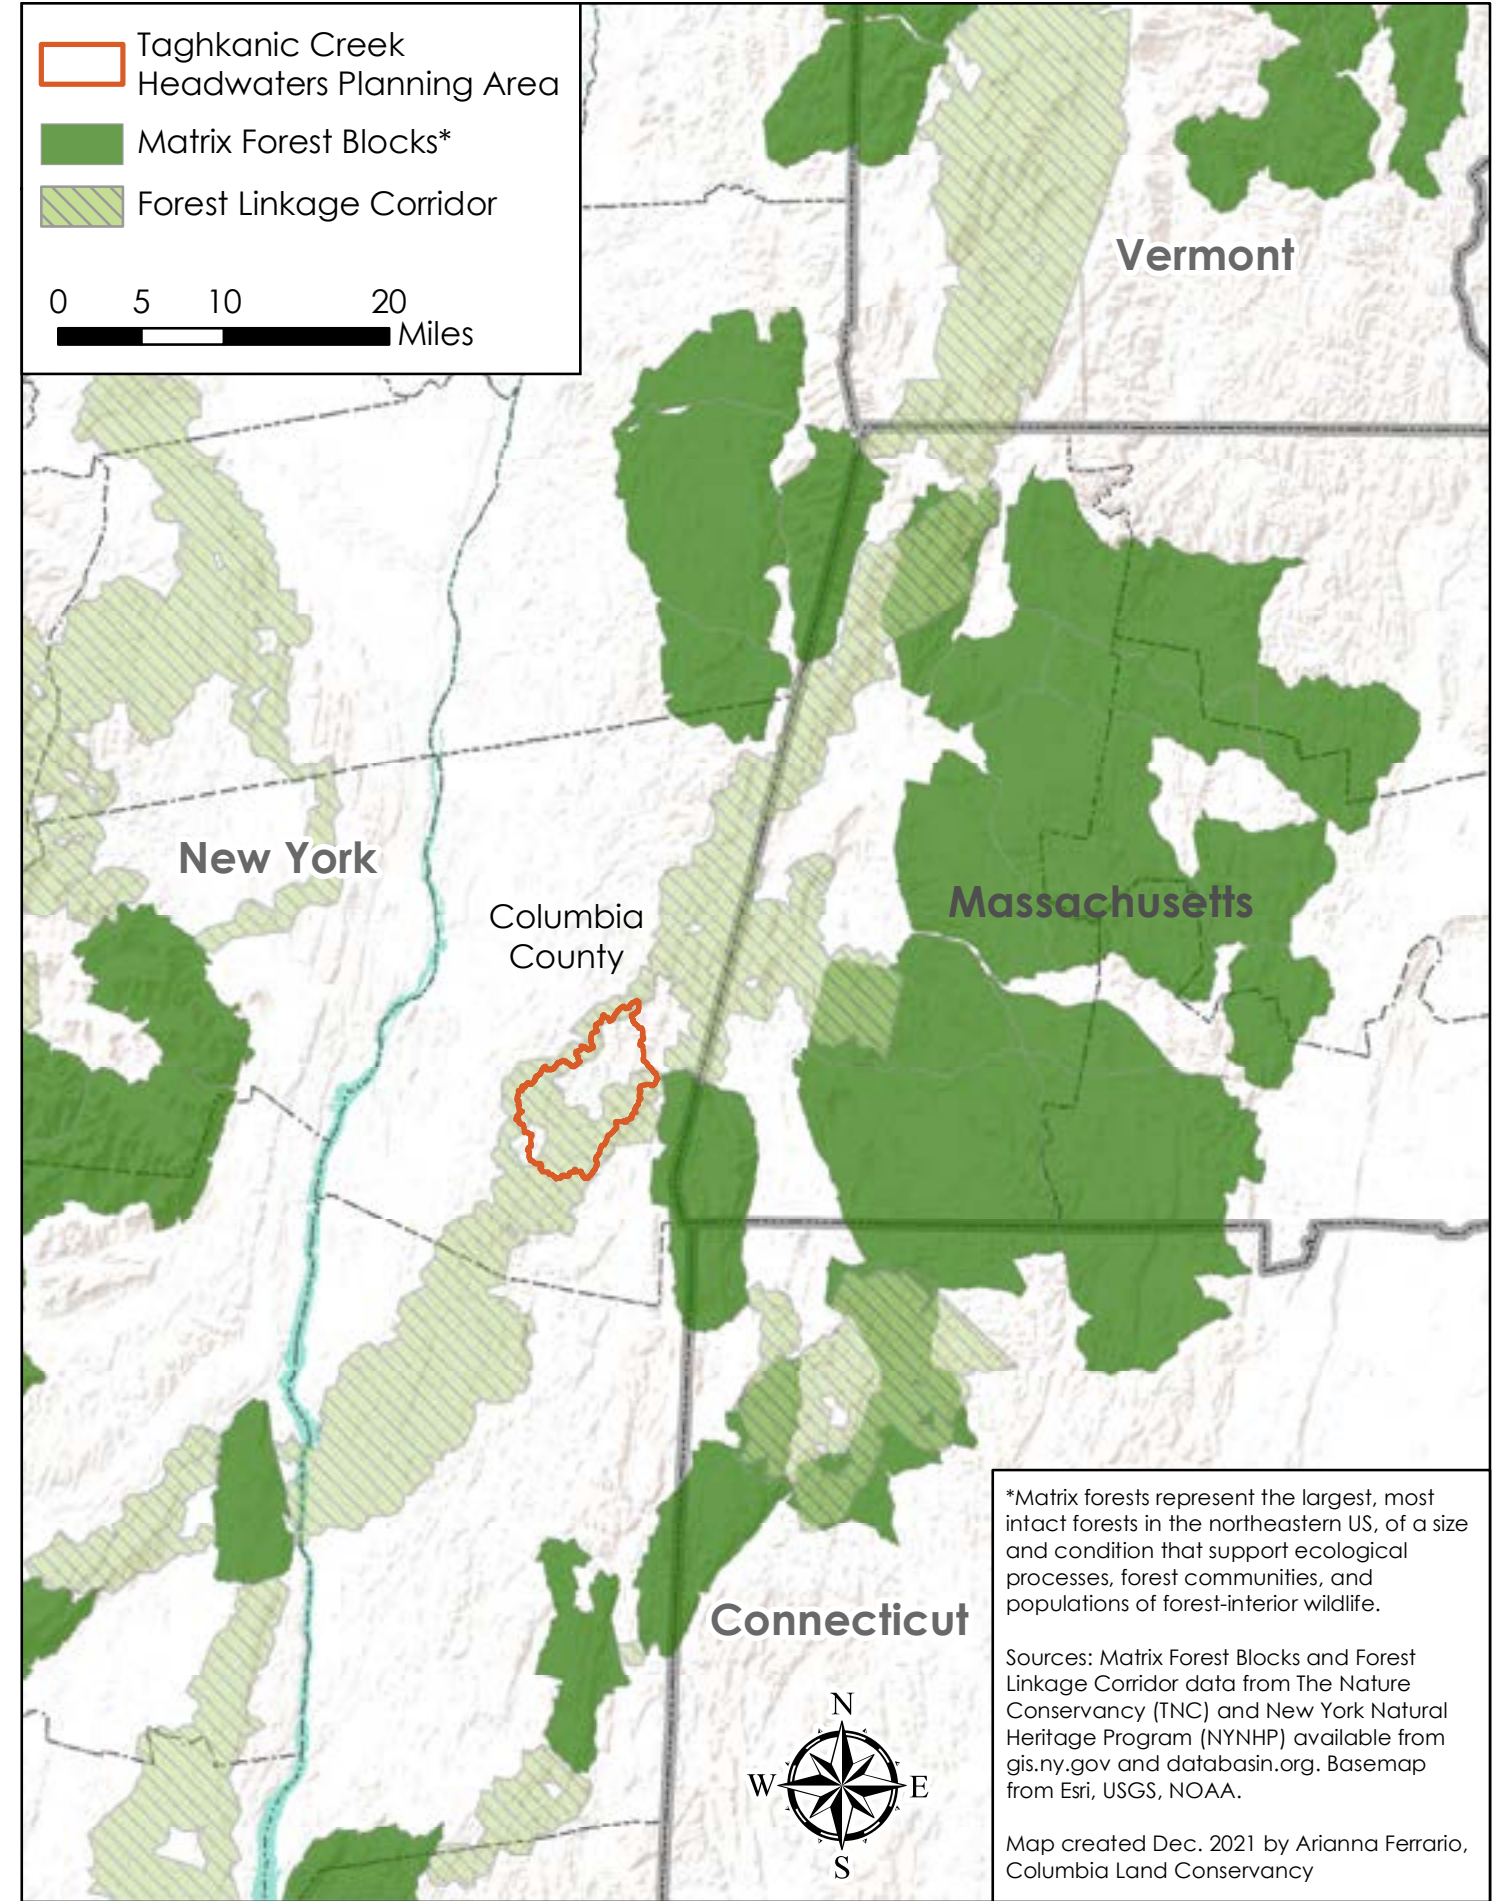 Taghkanic Creek
Headwaters Planning Area
Matrix Forest Blocks*
Forest Linkage Corridor
0 5 10 20
Miles
Vermont
New York
Massachusetts
Columbia
County
Connecticut
N
W E
S
*Matrix forests represent the largest, most
intact forests in the northeastern US, of a size
and condition that support ecological
processes, forest communities, and
populations of forest-interior wildlife.
Sources: Matrix Forest Blocks and Forest
Linkage Corridor data from The Nature
Conservancy (TNC) and New York Natural
Heritage Program (NYNHP) available from
gis.ny.gov and databasin.org. Basemap
from Esri, USGS, NOAA.
Map created Dec. 2021 by Arianna Ferrario,
Columbia Land Conservancy